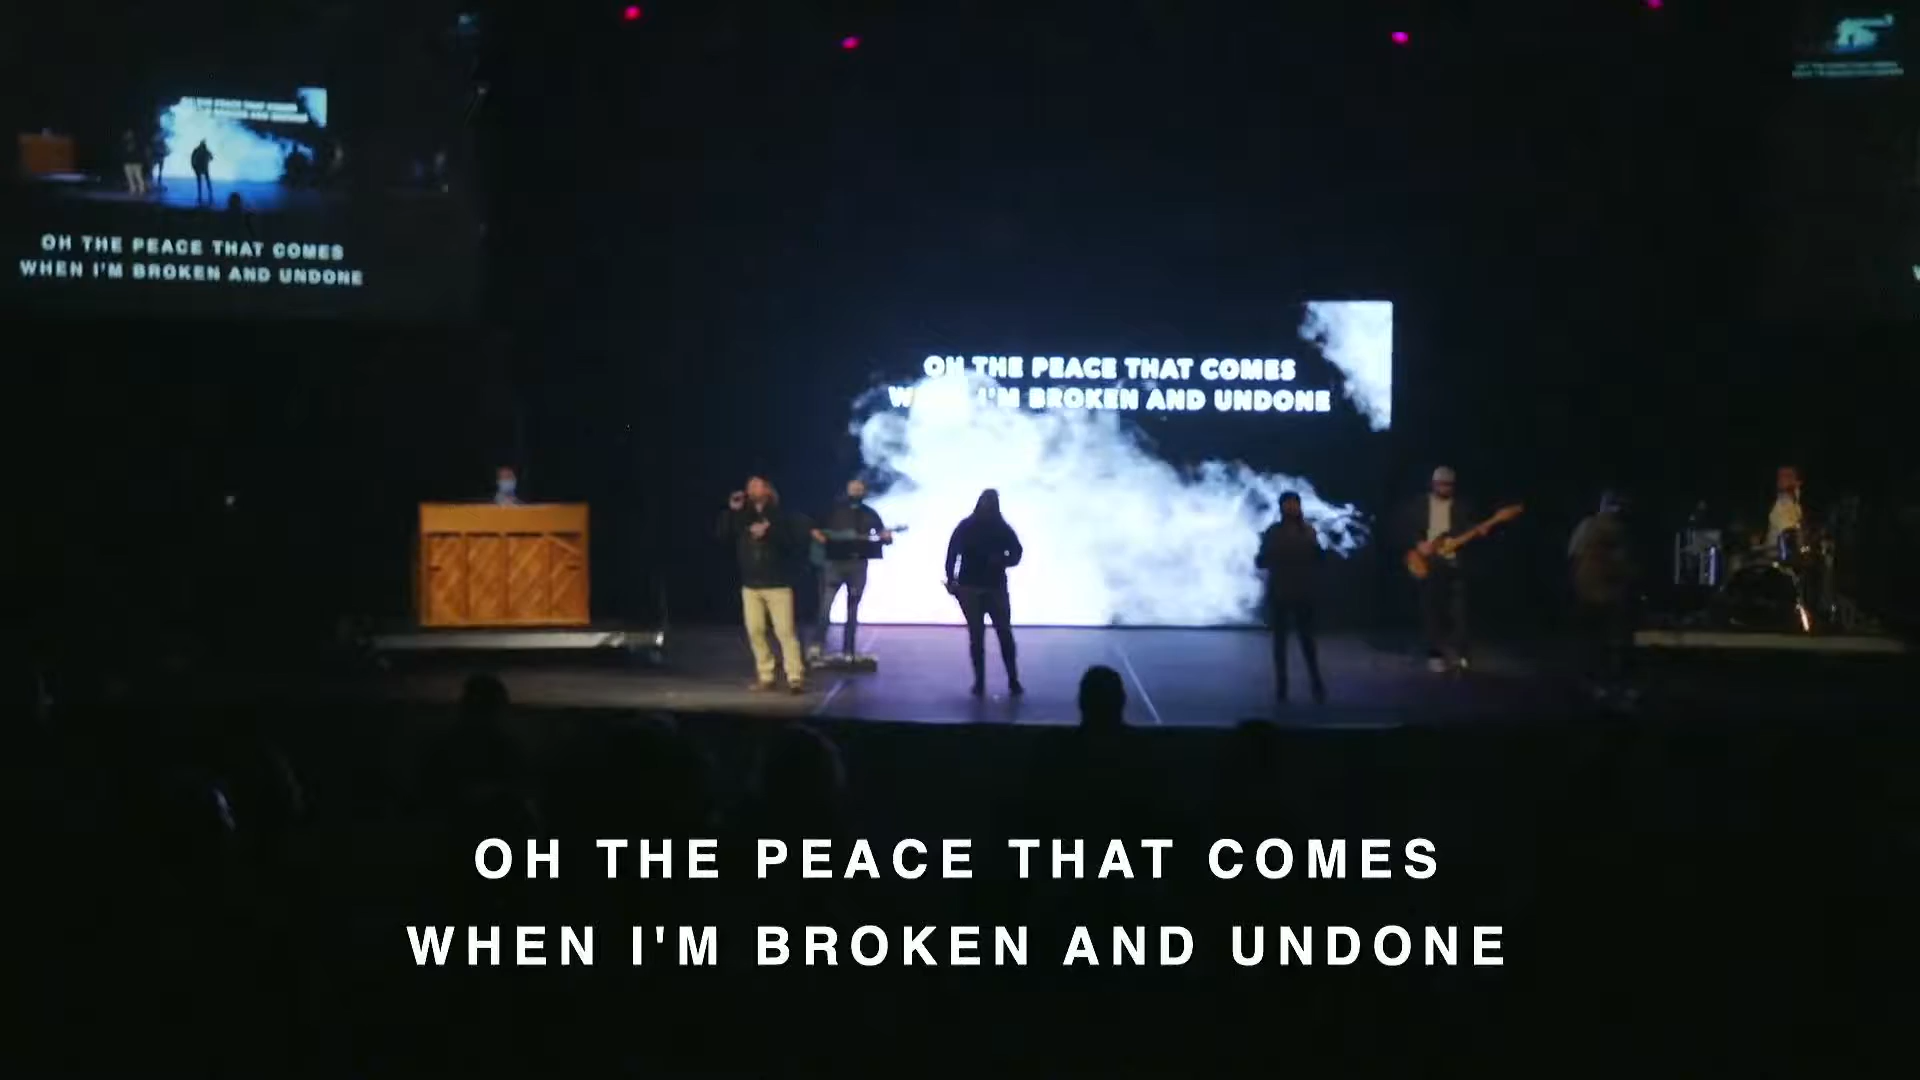 OH THE PEACE THAT COMES
WHEN I'M BROKEN AND UNDONE
OH THE PEACE THAT COMES
I'M BROKEN AND UNDONE
OH THE PEACE THAT COMES
WHEN I'M BROKEN AND UNDONE